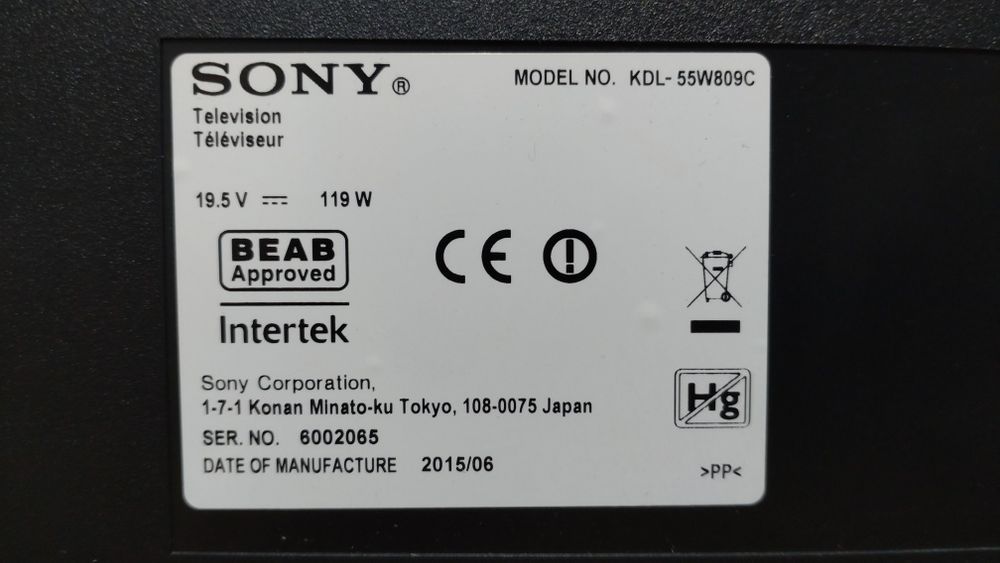 SONY® MODEL NO. KDL- 55W809C
Television
Téléviseur
19.5 V ⎓ 119 W
BEAB
Approved
CE
Intertek
Hg
Sony Corporation,
1-7-1 Konan Minato-ku Tokyo, 108-0075 Japan
SER. NO. 6002065
DATE OF MANUFACTURE 2015/06
>PP<